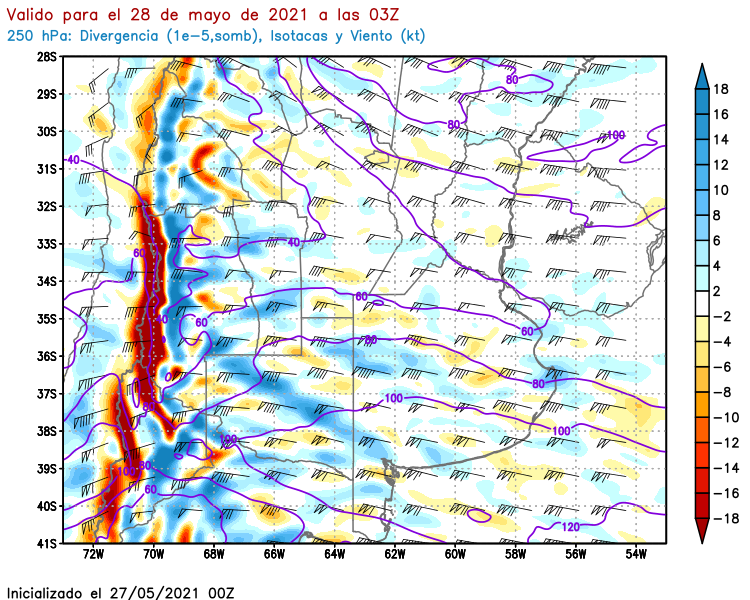 Valido para el 28 de mayo de 2021 a las 03Z
250 hPa: Divergencia (1e-5,somb), Isotacas y Viento (kt)
28S
29S
30S
31S
32S
33S
34S
35S
36S
37S
38S
39S
40S
41S
72W 70W 68W 66W 64W 62W 60W 58W 56W 54W
80
80
100
40
40
60
60
60
60
80
80
100
100
100
100
80
60
120
18
16
14
12
10
8
6
4
2
-2
-4
-6
-8
-10
-12
-14
-16
-18
Inicializado el 27/05/2021 00Z